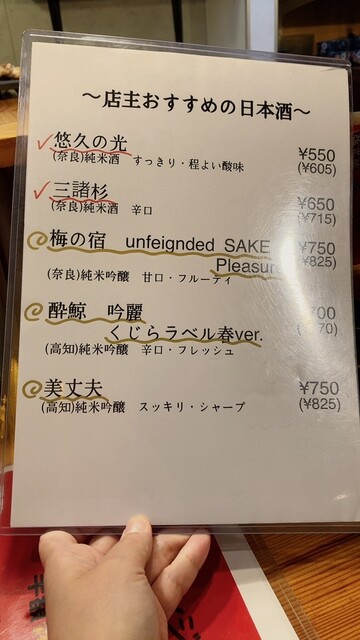 ～店主おすすめの日本酒～
悠久の光 ¥550
(奈良)純米酒 すっきり・程よい酸味 (¥605)
三諸杉 ¥650
(奈良)純米酒 辛口 (¥715)
梅の宿 unfeignded SAKE ¥750
Pleasure (¥825)
(奈良)純米吟醸 甘口・フルーティ
酔鯨 吟麗 700
くじらラベル春ver. 70)
(高知)純米吟醸 辛口・フレッシュ
美丈夫 ¥750
(高知)純米吟醸 スッキリ・シャープ (¥825)